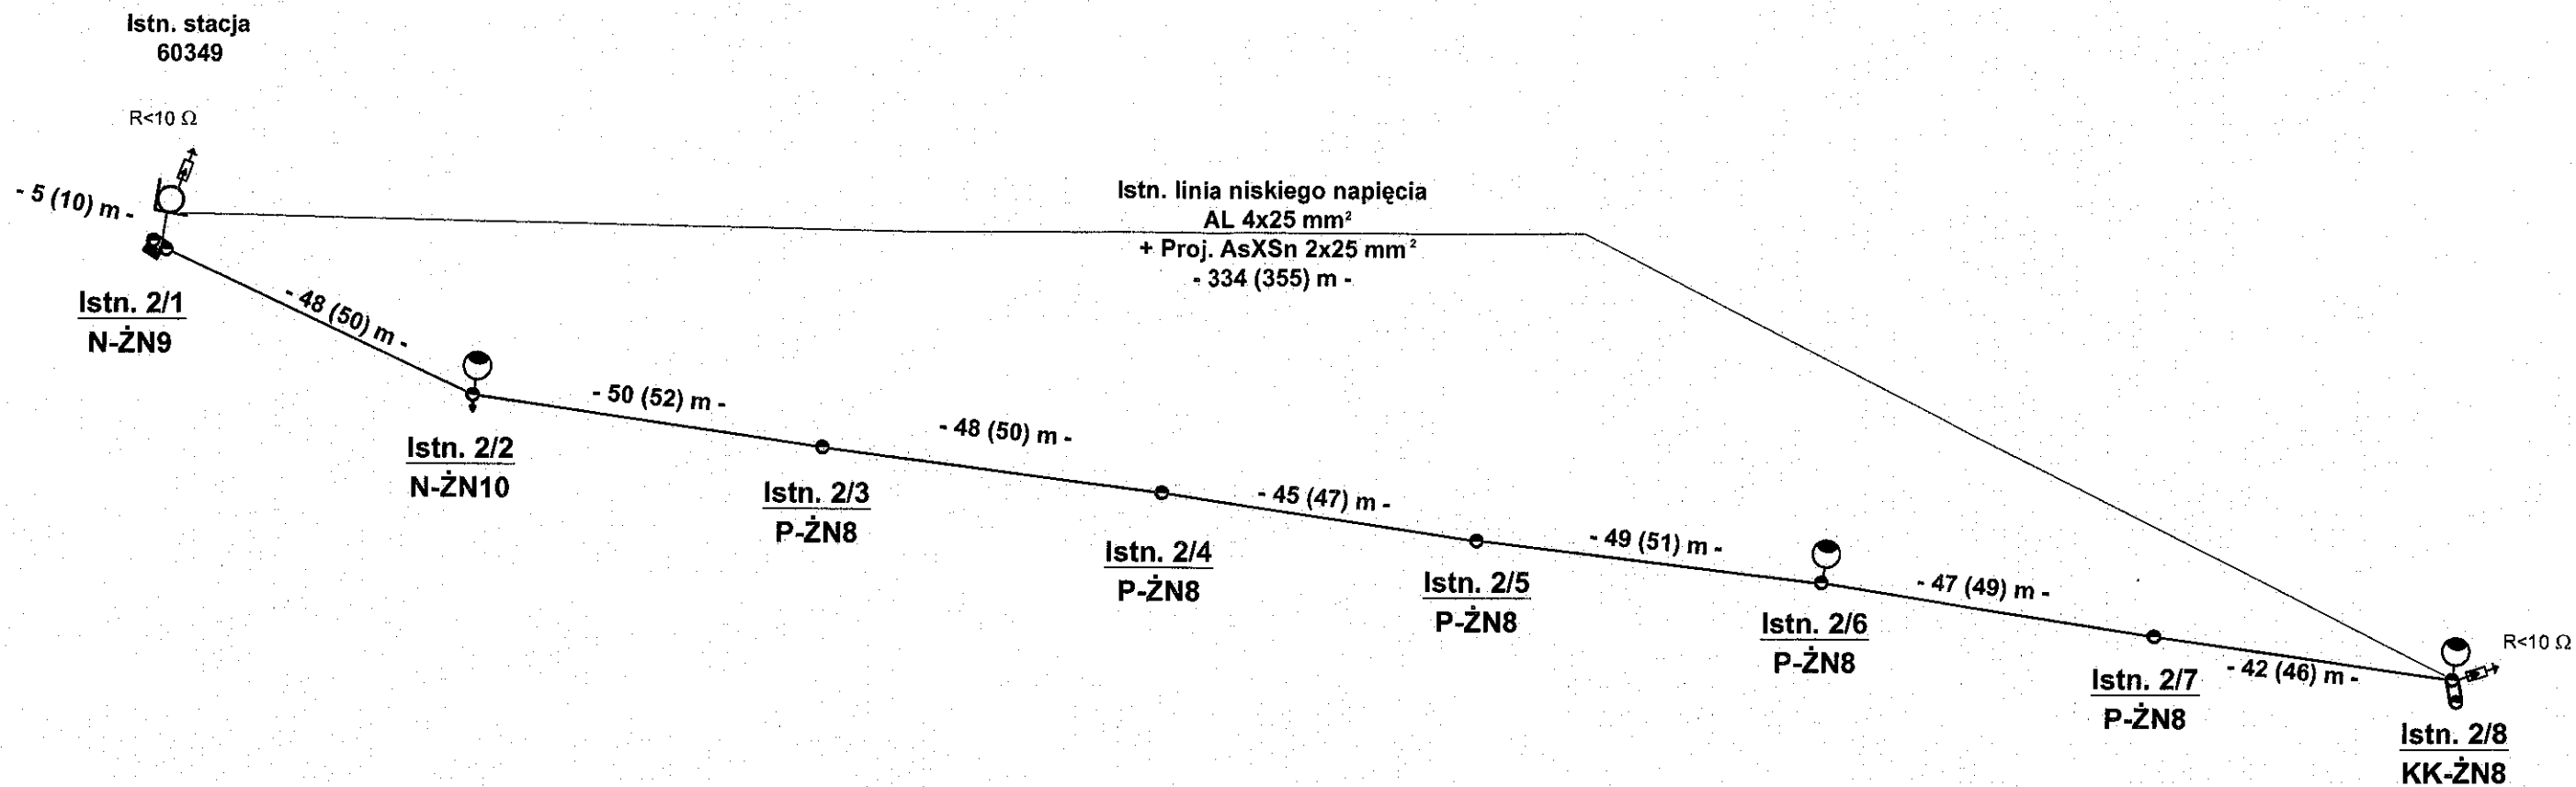 Istn. stacja
60349
R<10 Ω
- 5 (10) m -
Istn. linia niskiego napięcia
AL 4x25 mm²
+ Proj. AsXSn 2x25 mm²
- 334 (355) m -
Istn. 2/1
N-ŻN9
- 48 (50) m -
Istn. 2/2
N-ŻN10
- 50 (52) m -
Istn. 2/3
P-ŻN8
- 48 (50) m -
Istn. 2/4
P-ŻN8
- 45 (47) m -
Istn. 2/5
P-ŻN8
- 49 (51) m -
Istn. 2/6
P-ŻN8
- 47 (49) m -
Istn. 2/7
P-ŻN8
- 42 (46) m -
R<10 Ω
Istn. 2/8
KK-ŻN8